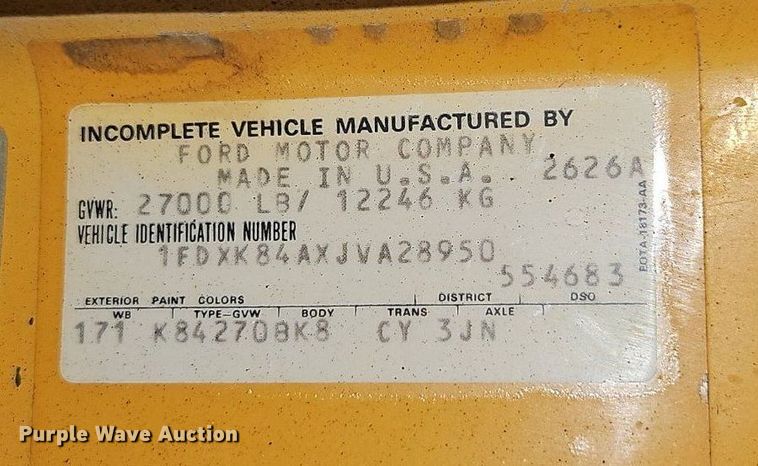 INCOMPLETE VEHICLE MANUFACTURED BY
FORD MOTOR COMPANY
MADE IN U.S.A. 2626A
GVWR: 27000 LB/ 12246 KG
VEHICLE IDENTIFICATION NUMBER
1FDXK84AXJVA28950
554683
EXTERIOR PAINT COLORS DISTRICT DSO
WB TYPE-GVW BODY TRANS AXLE
171 K84270BK8 CY 3JN
EOTA-18173-AA
Purple Wave Auction